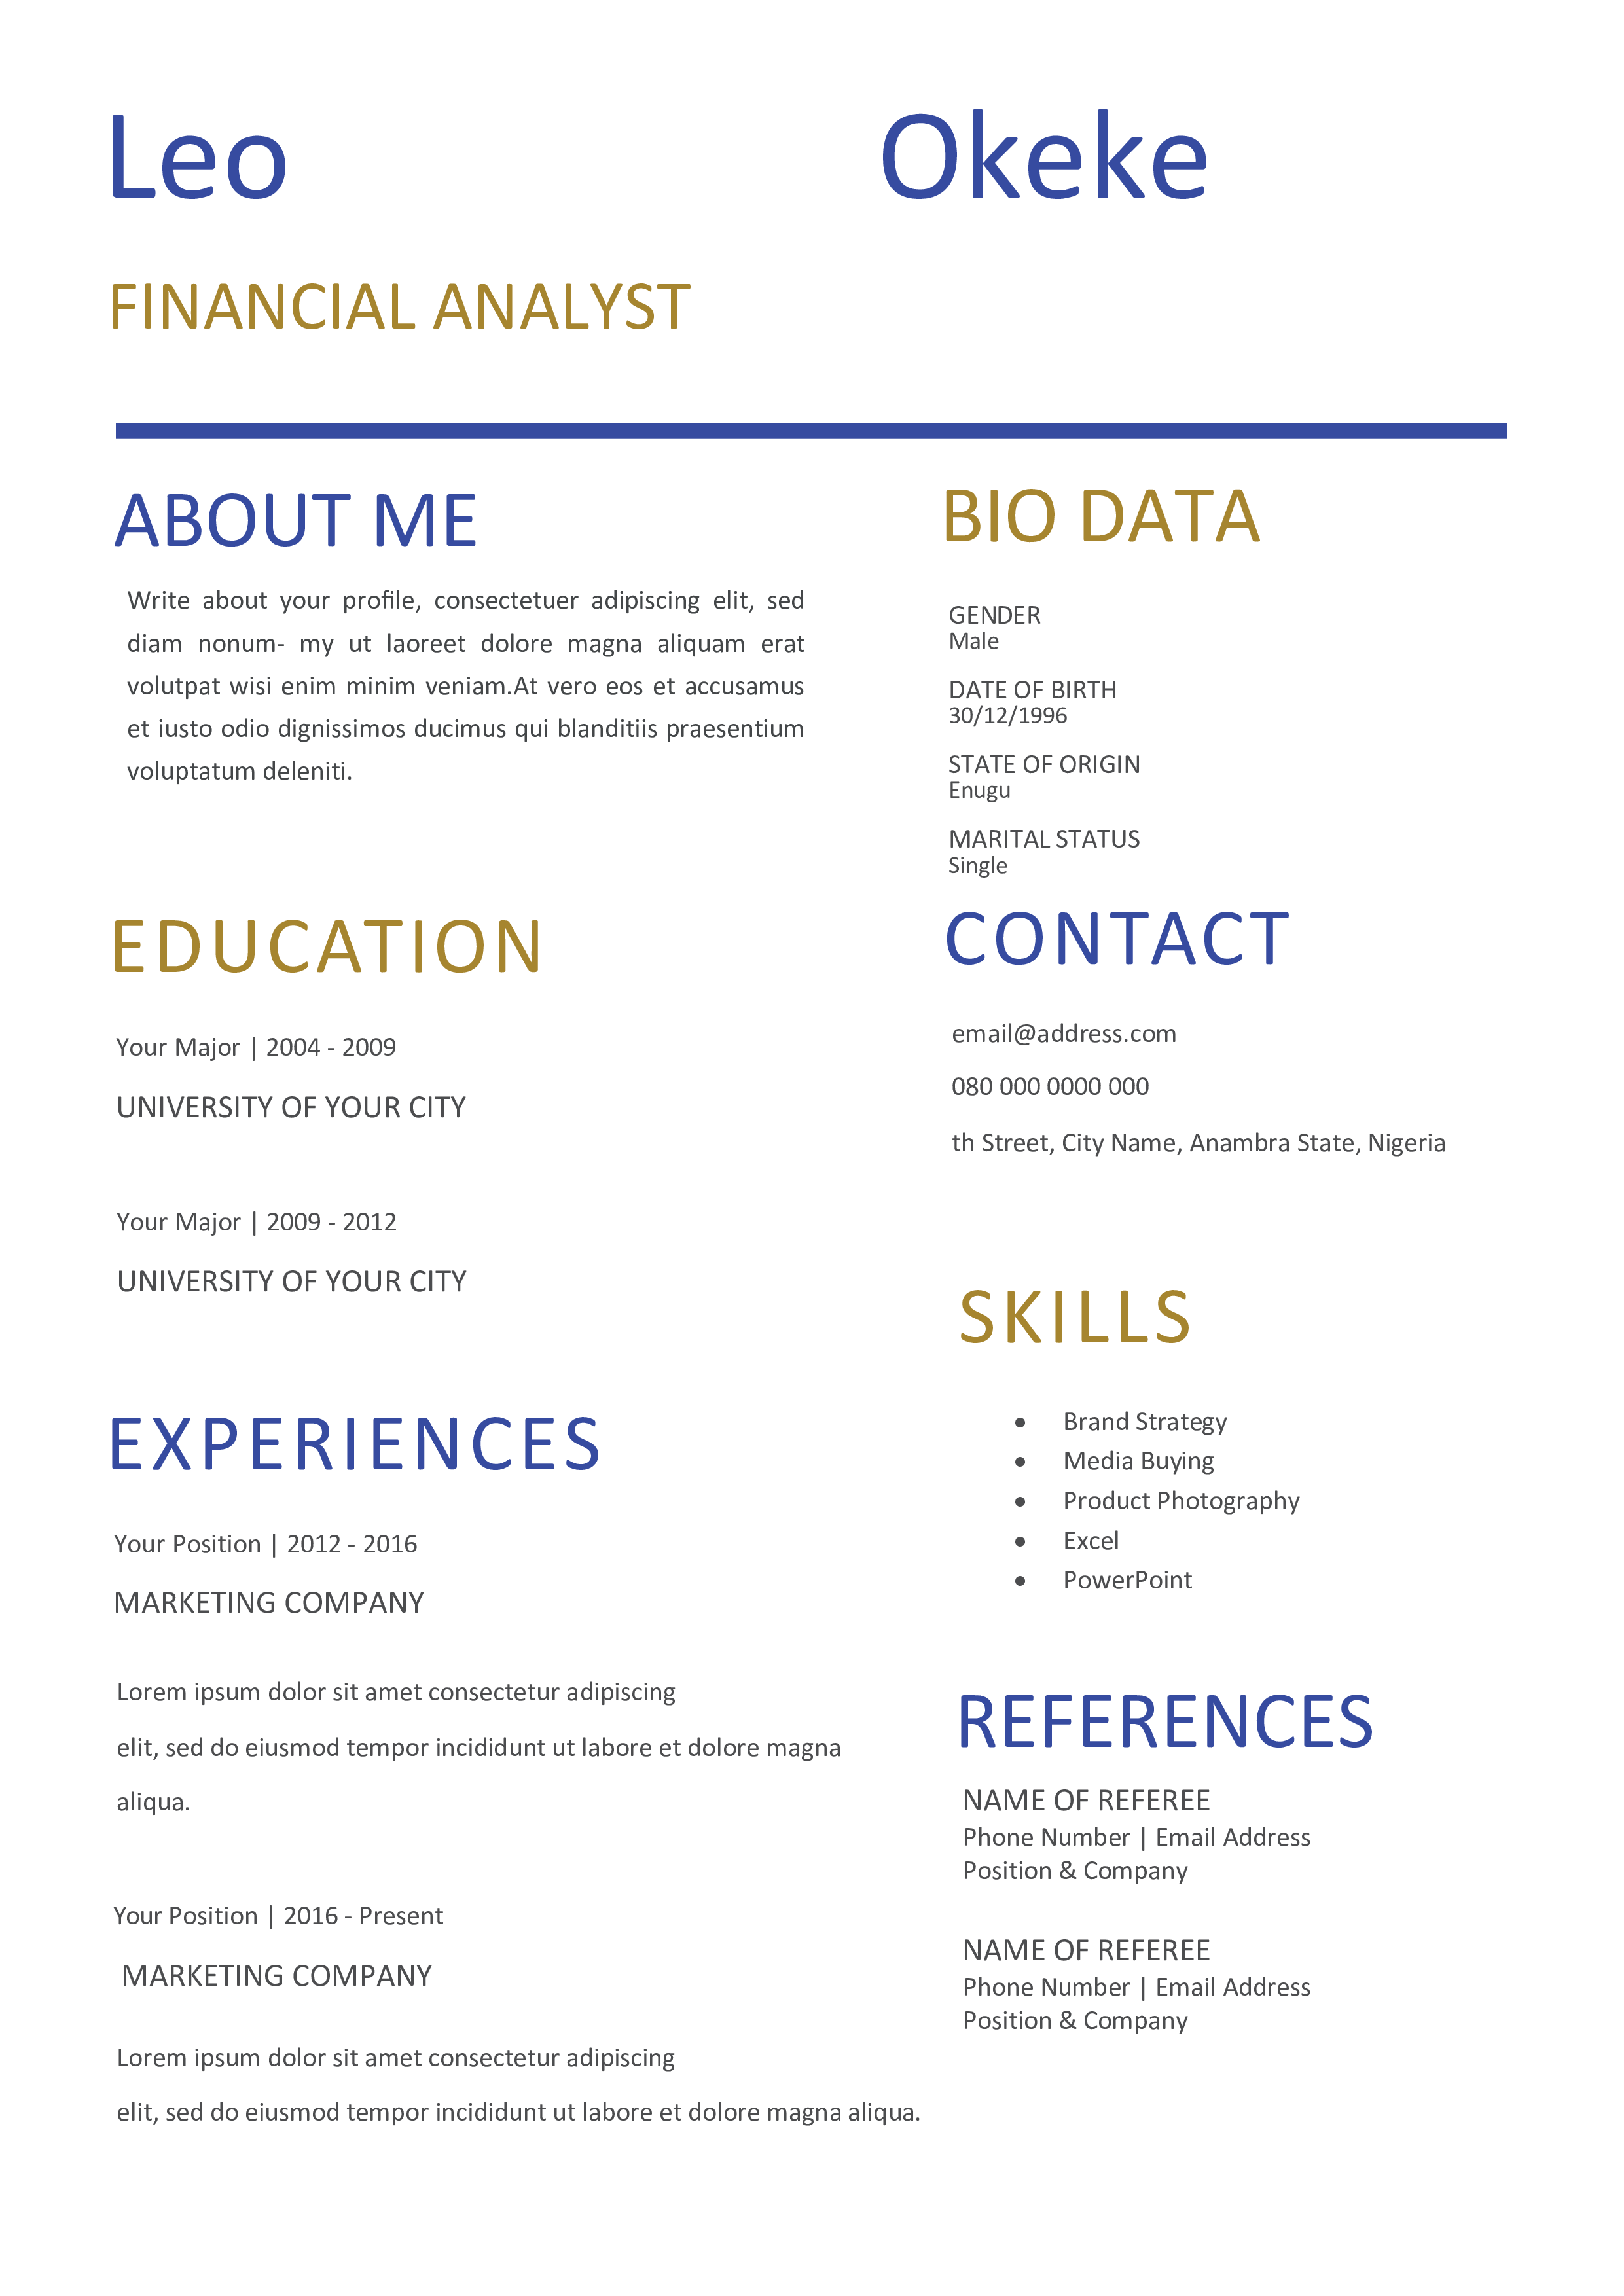 Leo Okeke
FINANCIAL ANALYST
ABOUT ME
Write about your profile, consectetuer adipiscing elit, sed
diam nonum- my ut laoreet dolore magna aliquam erat
volutpat wisi enim minim veniam.At vero eos et accusamus
et iusto odio dignissimos ducimus qui blanditiis praesentium
voluptatum deleniti.
EDUCATION
Your Major | 2004 - 2009
UNIVERSITY OF YOUR CITY
Your Major | 2009 - 2012
UNIVERSITY OF YOUR CITY
EXPERIENCES
Your Position | 2012 - 2016
MARKETING COMPANY
Lorem ipsum dolor sit amet consectetur adipiscing
elit, sed do eiusmod tempor incididunt ut labore et dolore magna
aliqua.
Your Position | 2016 - Present
MARKETING COMPANY
Lorem ipsum dolor sit amet consectetur adipiscing
elit, sed do eiusmod tempor incididunt ut labore et dolore magna aliqua.
BIO DATA
GENDER
Male
DATE OF BIRTH
30/12/1996
STATE OF ORIGIN
Enugu
MARITAL STATUS
Single
CONTACT
email@address.com
080 000 0000 000
th Street, City Name, Anambra State, Nigeria
SKILLS
• Brand Strategy
• Media Buying
• Product Photography
• Excel
• PowerPoint
REFERENCES
NAME OF REFEREE
Phone Number | Email Address
Position & Company
NAME OF REFEREE
Phone Number | Email Address
Position & Company